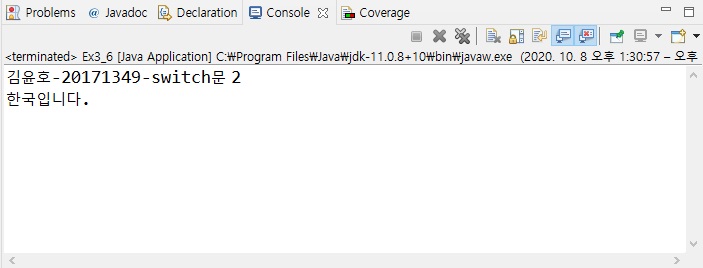 Problems @ Javadoc Declaration Console Coverage
<terminated> Ex3_6 [Java Application] C:₩Program Files₩Java₩jdk-11.0.8+10₩bin₩javaw.exe (2020. 10. 8 오후 1:30:57 – 오후
김윤호-20171349-switch문 2
한국입니다.